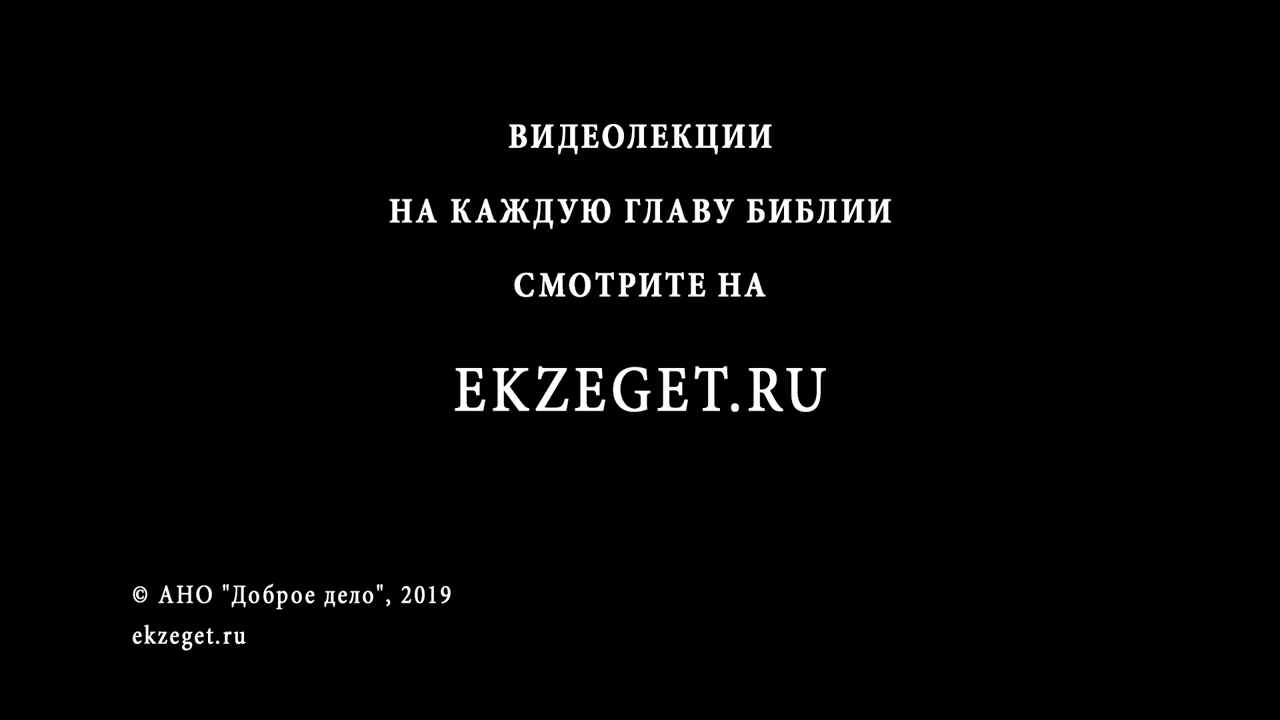 ВИДЕОЛЕКЦИИ
НА КАЖДУЮ ГЛАВУ БИБЛИИ
СМОТРИТЕ НА
EKZEGET.RU
© АНО "Доброе дело", 2019
ekzeget.ru